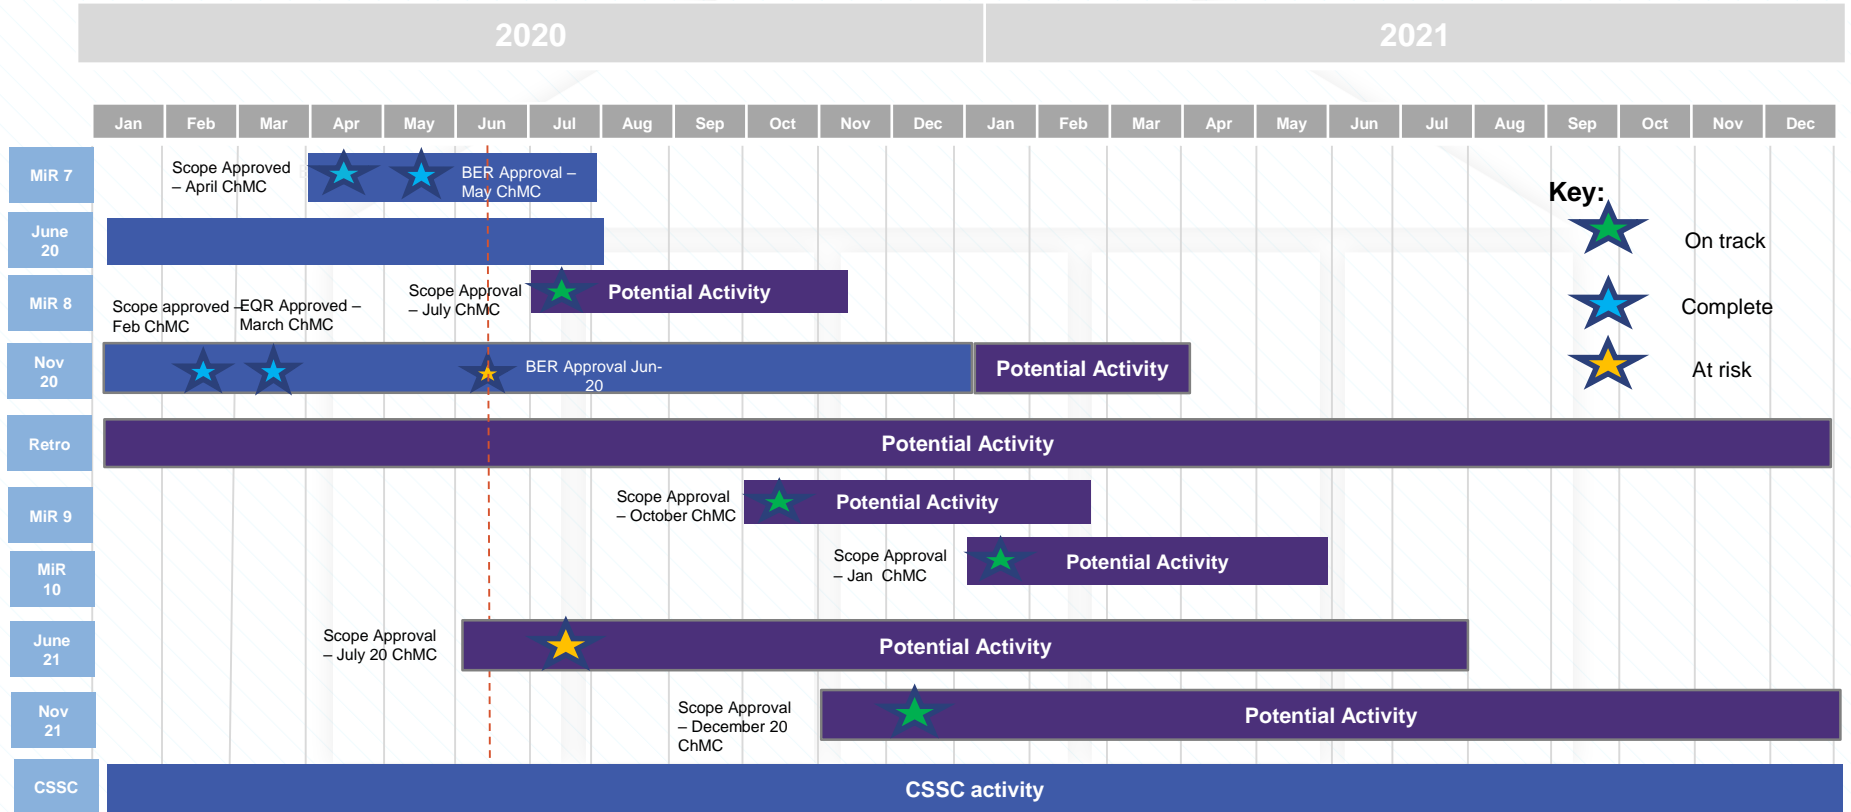 2020 2021
Jan Feb Mar Apr May Jun Jul Aug Sep Oct Nov Dec Jan Feb Mar Apr May Jun Jul Aug Sep Oct Nov Dec
MiR 7
Scope Approved
– April ChMC
BER Approval –
May ChMC
Key:
On track
Complete
At risk
June
20
MiR 8
Scope Approval
– July ChMC
Potential Activity
Scope approved –
Feb ChMC
EQR Approved –
March ChMC
Nov
20
BER Approval Jun-
20
Potential Activity
Retro
Potential Activity
MiR 9
Scope Approval
– October ChMC
Potential Activity
MiR
10
Scope Approval
– Jan ChMC
Potential Activity
June
21
Scope Approval
– July 20 ChMC
Potential Activity
Nov
21
Scope Approval
– December 20
ChMC
Potential Activity
CSSC
CSSC activity